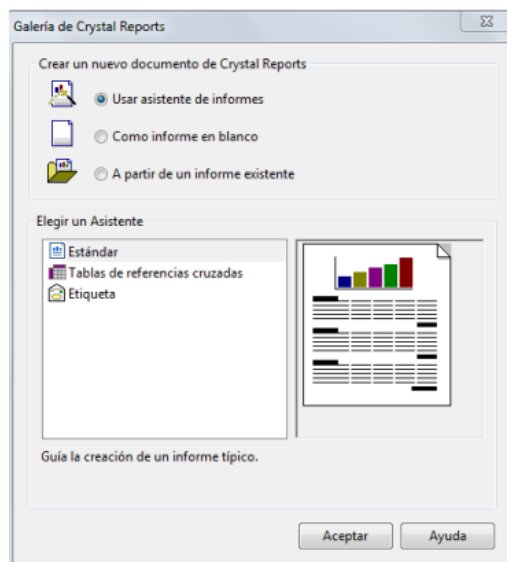 Galería de Crystal Reports
Crear un nuevo documento de Crystal Reports
Usar asistente de informes
Como informe en blanco
A partir de un informe existente
Elegir un Asistente
Estándar
Tablas de referencias cruzadas
Etiqueta
Guía la creación de un informe típico.
Aceptar Ayuda